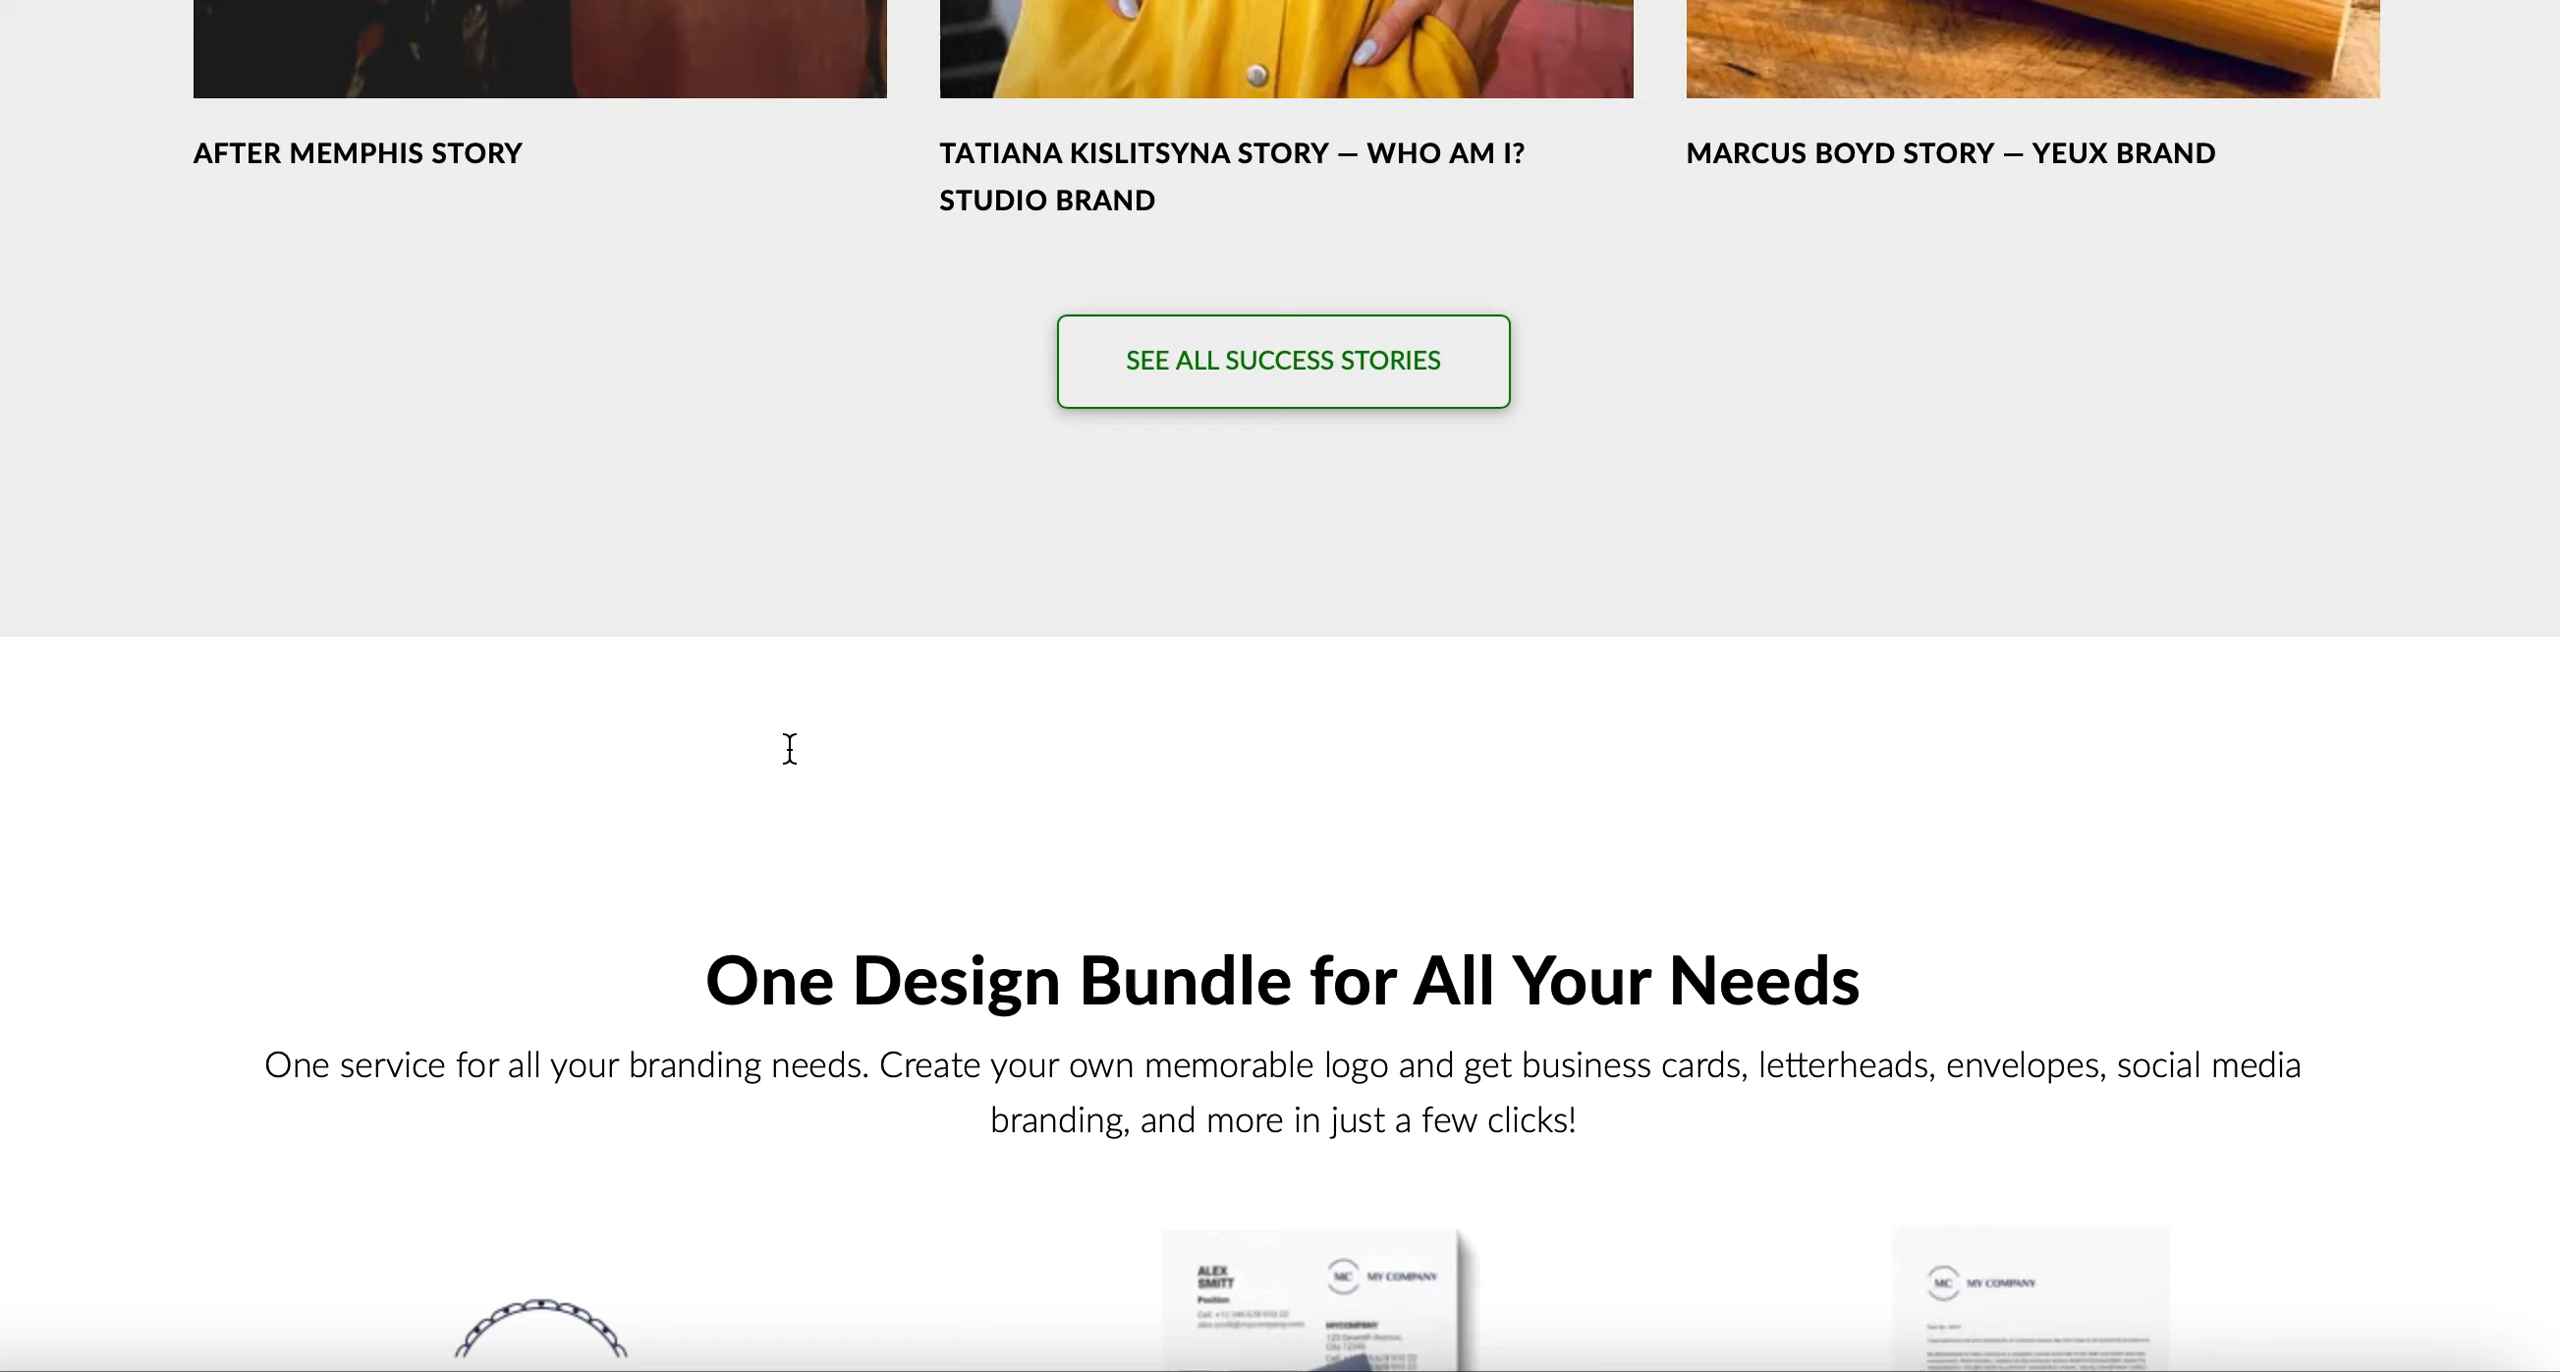 AFTER MEMPHIS STORY
TATIANA KISLITSYNA STORY — WHO AM I?
STUDIO BRAND
MARCUS BOYD STORY — YEUX BRAND
SEE ALL SUCCESS STORIES
One Design Bundle for All Your Needs
One service for all your branding needs. Create your own memorable logo and get business cards, letterheads, envelopes, social media
branding, and more in just a few clicks!
ALEX
SMITT
Position
MC MY COMPANY
MYCOMPANY
MC MY COMPANY